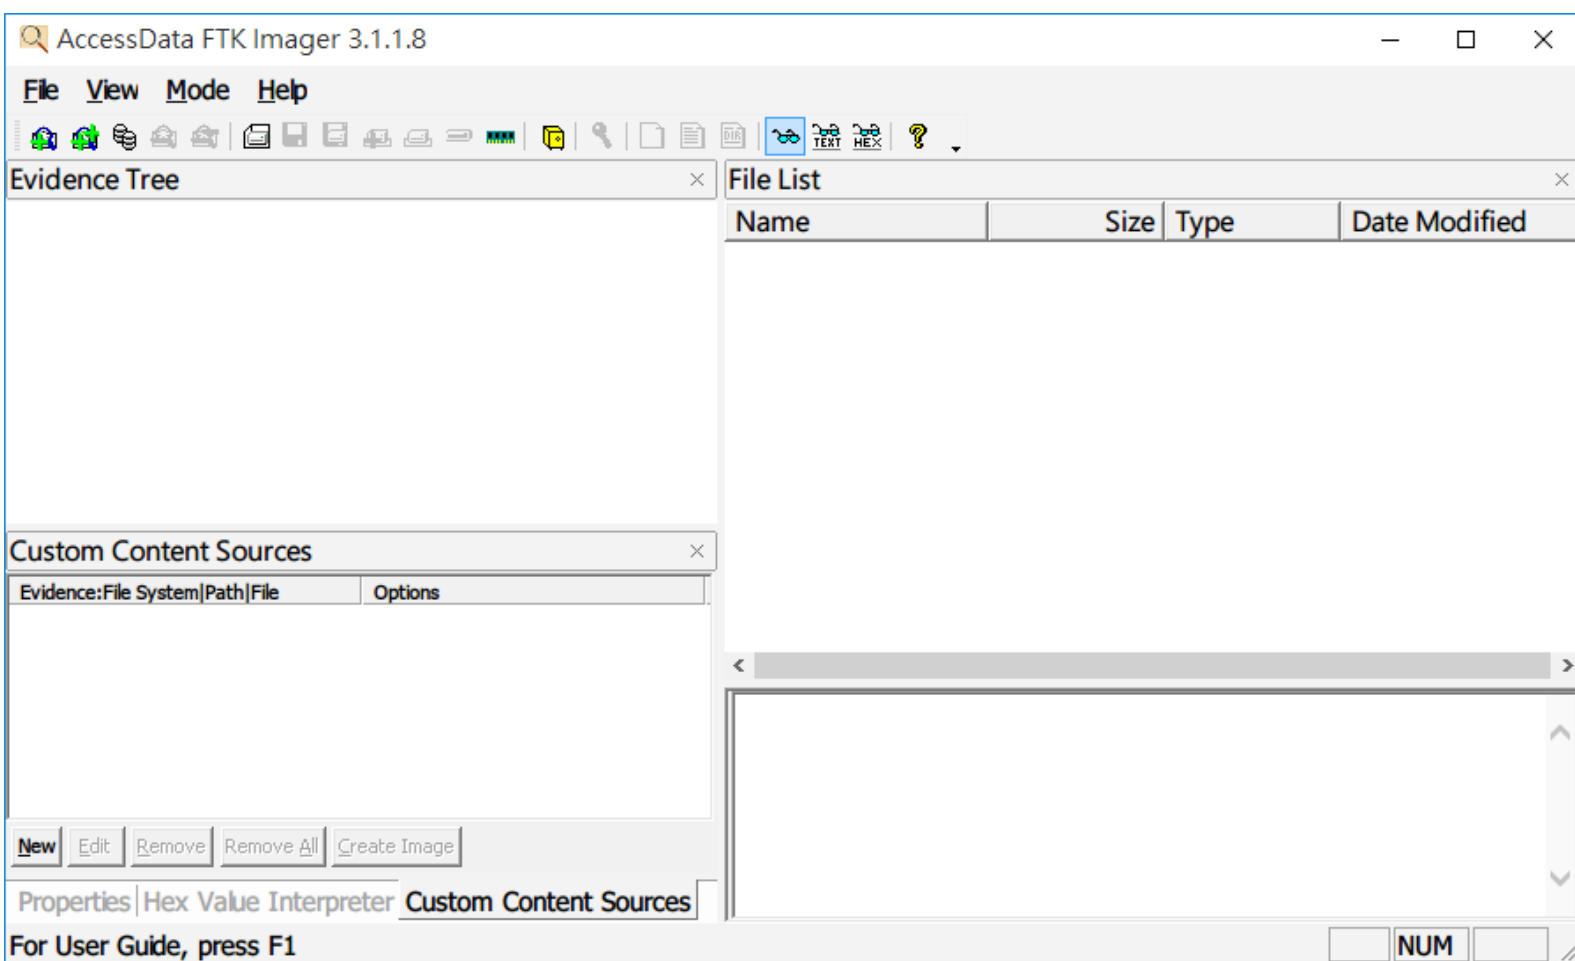 AccessData FTK Imager 3.1.1.8
File View Mode Help
DIR TEXT HEX
Evidence Tree
File List
Name Size Type Date Modified
Custom Content Sources
Evidence:File System|Path|File Options
New Edit Remove Remove All Create Image
Properties Hex Value Interpreter Custom Content Sources
For User Guide, press F1
NUM